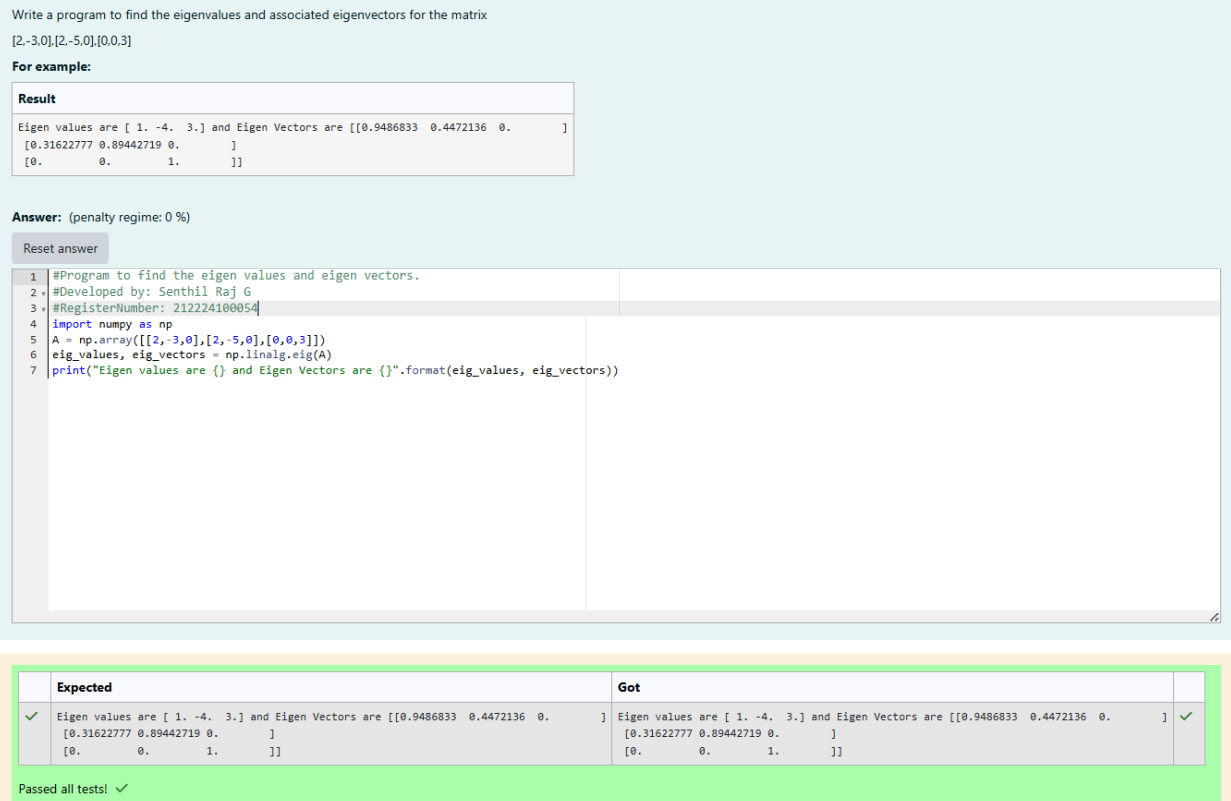 Write a program to find the eigenvalues and associated eigenvectors for the matrix
[2,-3,0],[2,-5,0],[0,0,3]
For example:
Result
Eigen values are [ 1. -4.  3.] and Eigen Vectors are [[0.9486833  0.4472136  0.        ]
 [0.31622777 0.89442719 0.        ]
 [0.         0.         1.        ]]
Answer: (penalty regime: 0 %)
Reset answer
1 #Program to find the eigen values and eigen vectors.
2 #Developed by: Senthil Raj G
3 #RegisterNumber: 212224100054
4 import numpy as np
5 A = np.array([[2,-3,0],[2,-5,0],[0,0,3]])
6 eig_values, eig_vectors = np.linalg.eig(A)
7 print("Eigen values are {} and Eigen Vectors are {}".format(eig_values, eig_vectors))
Expected Got
Eigen values are [ 1. -4.  3.] and Eigen Vectors are [[0.9486833  0.4472136  0.        ] Eigen values are [ 1. -4.  3.] and Eigen Vectors are [[0.9486833  0.4472136  0.        ]
 [0.31622777 0.89442719 0.        ] [0.31622777 0.89442719 0.        ]
 [0.         0.         1.        ]] [0.         0.         1.        ]]
Passed all tests!